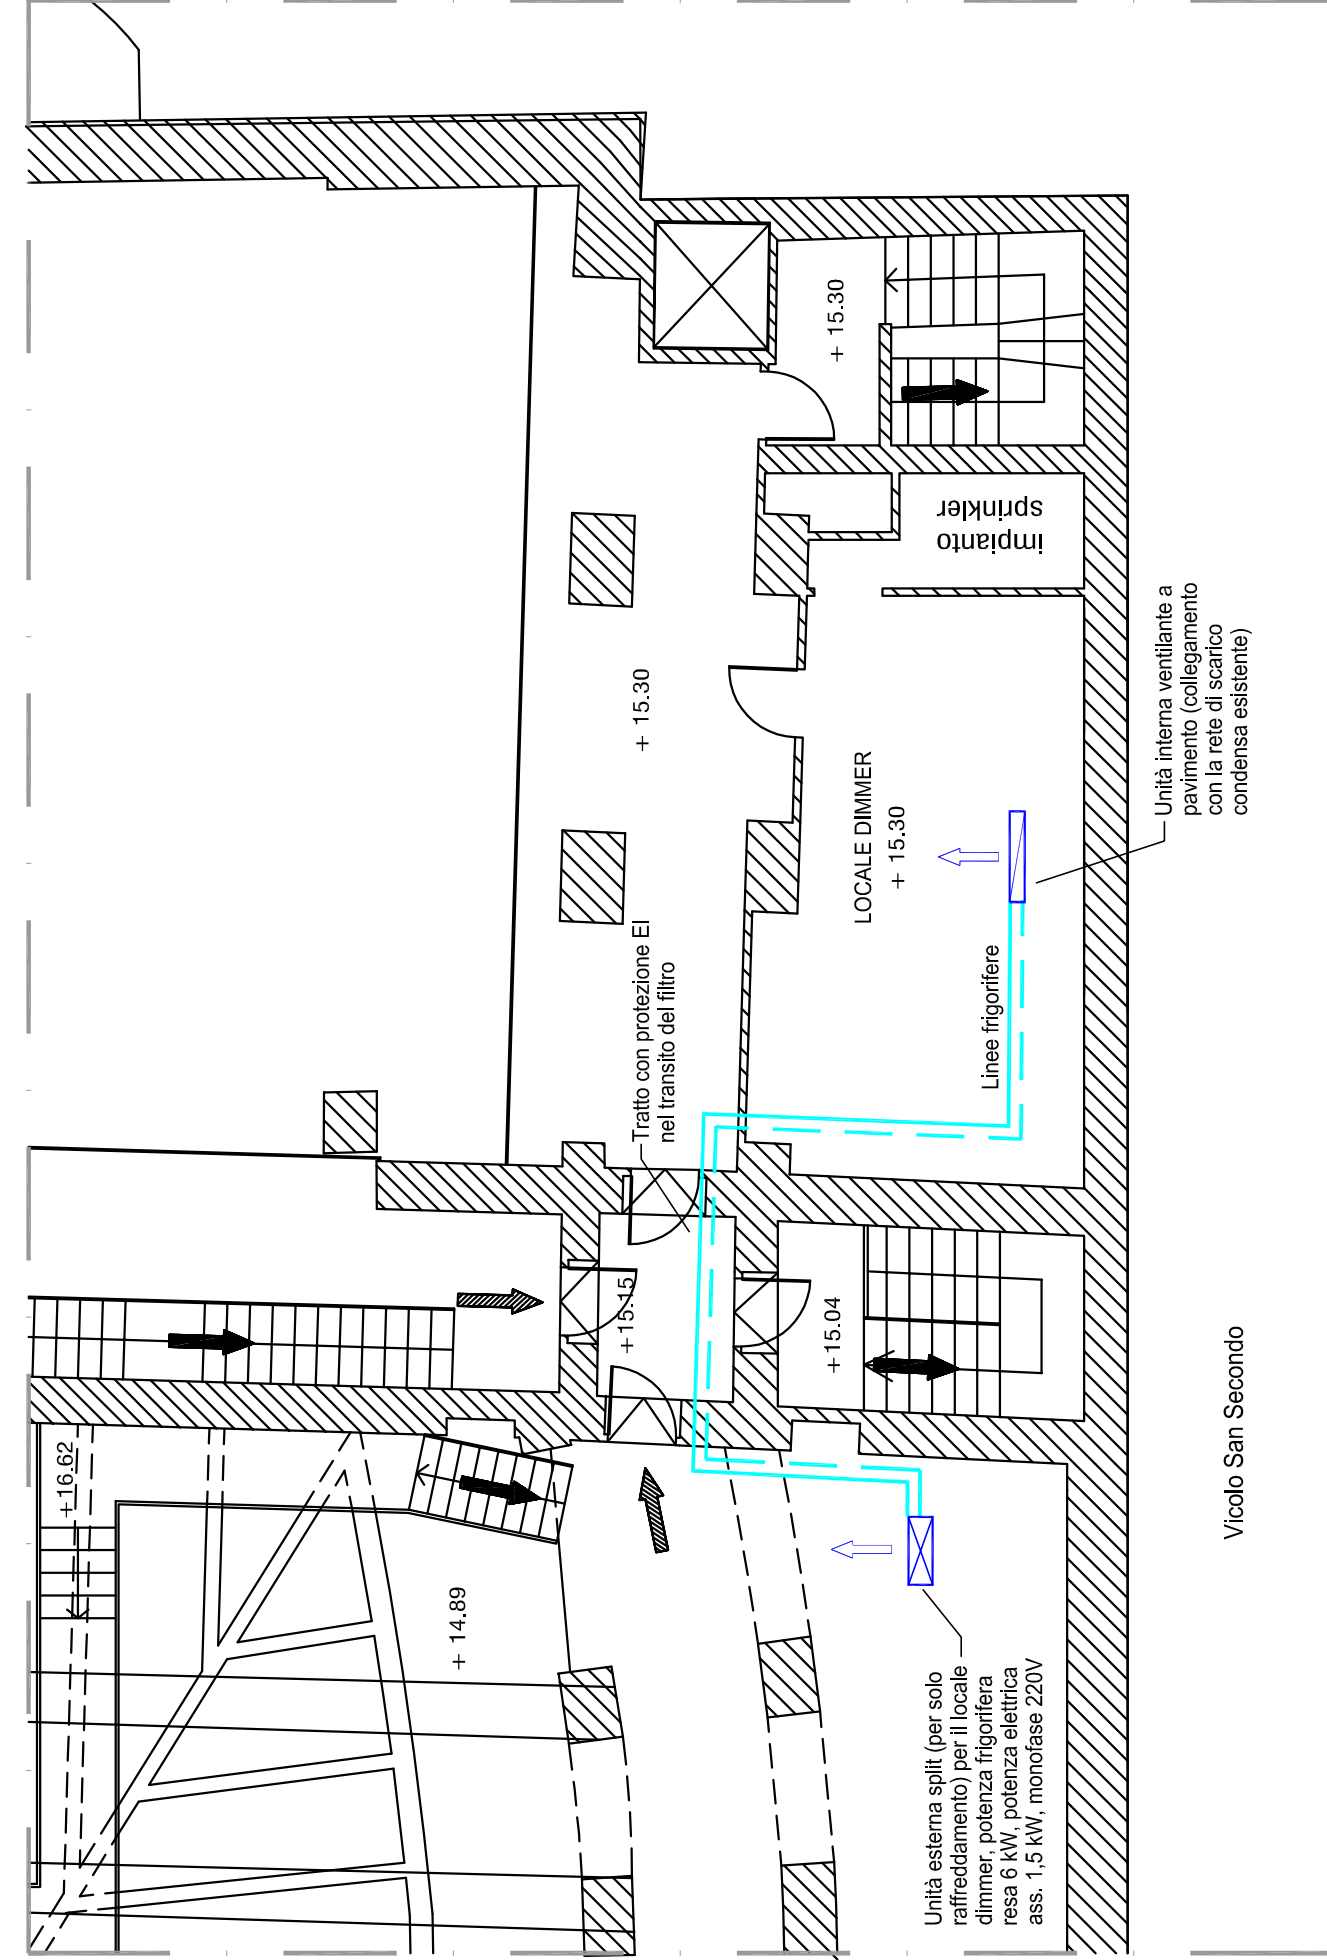 + 15.30
impianto
sprinkler
+ 15.30
LOCALE DIMMER
+ 15.30
Unità interna ventilante a
pavimento (collegamento
con la rete di scarico
condensa esistente)
Tratto con protezione EI
nel transito del filtro
Linee frigorifere
+15.15
+15.04
+16.62
+ 14.89
Unità esterna split (per solo
raffreddamento) per il locale
dimmer, potenza frigorifera
resa 6 kW, potenza elettrica
ass. 1,5 kW, monofase 220V
Vicolo San Secondo